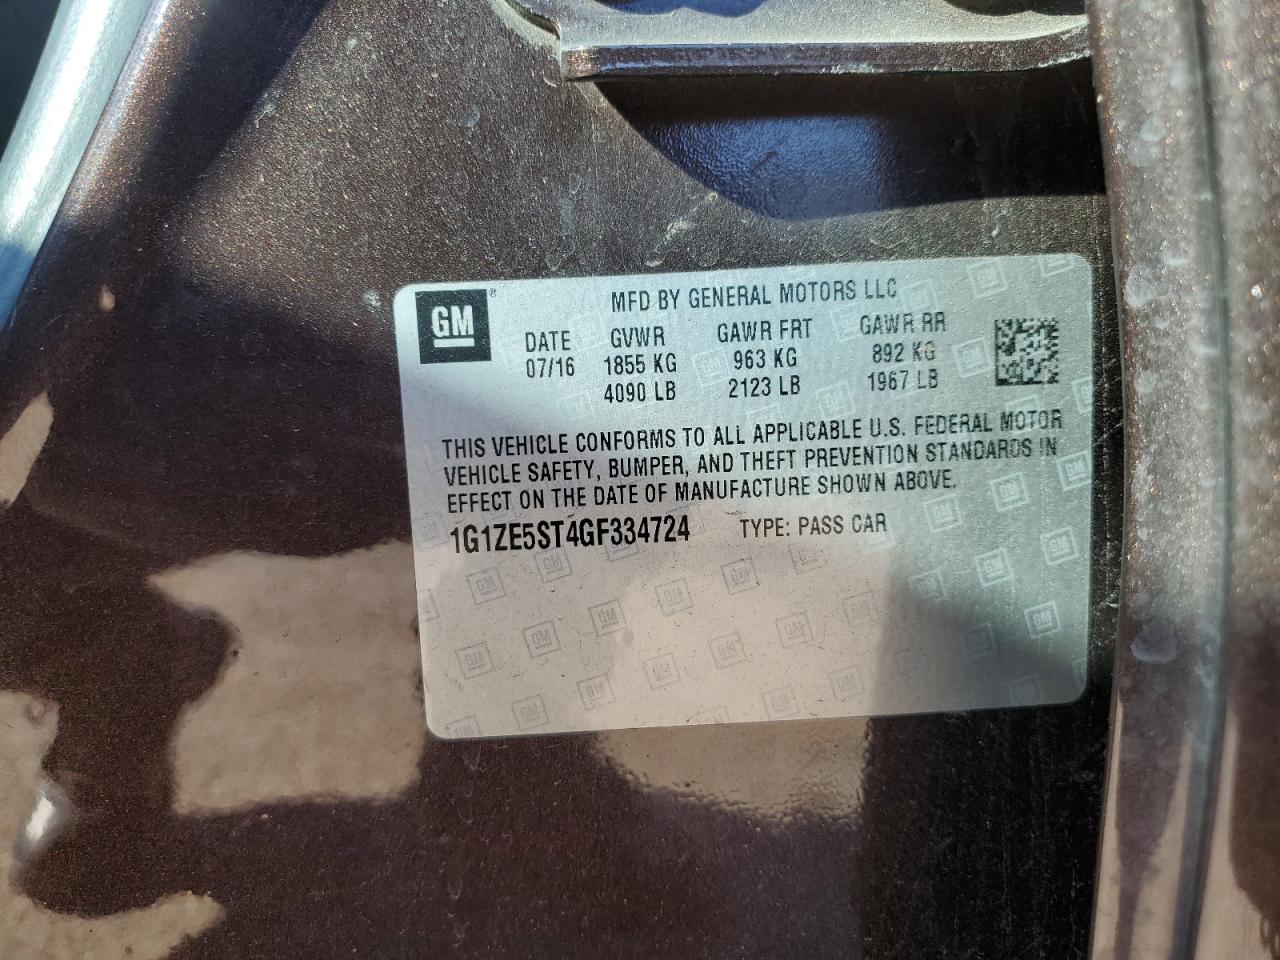 GM ® MFD BY GENERAL MOTORS LLC
DATE GVWR GAWR FRT GAWR RR
07/16 1855 KG 963 KG 892 KG
4090 LB 2123 LB 1967 LB
THIS VEHICLE CONFORMS TO ALL APPLICABLE U.S. FEDERAL MOTOR
VEHICLE SAFETY, BUMPER, AND THEFT PREVENTION STANDARDS IN
EFFECT ON THE DATE OF MANUFACTURE SHOWN ABOVE.
1G1ZE5ST4GF334724 TYPE: PASS CAR